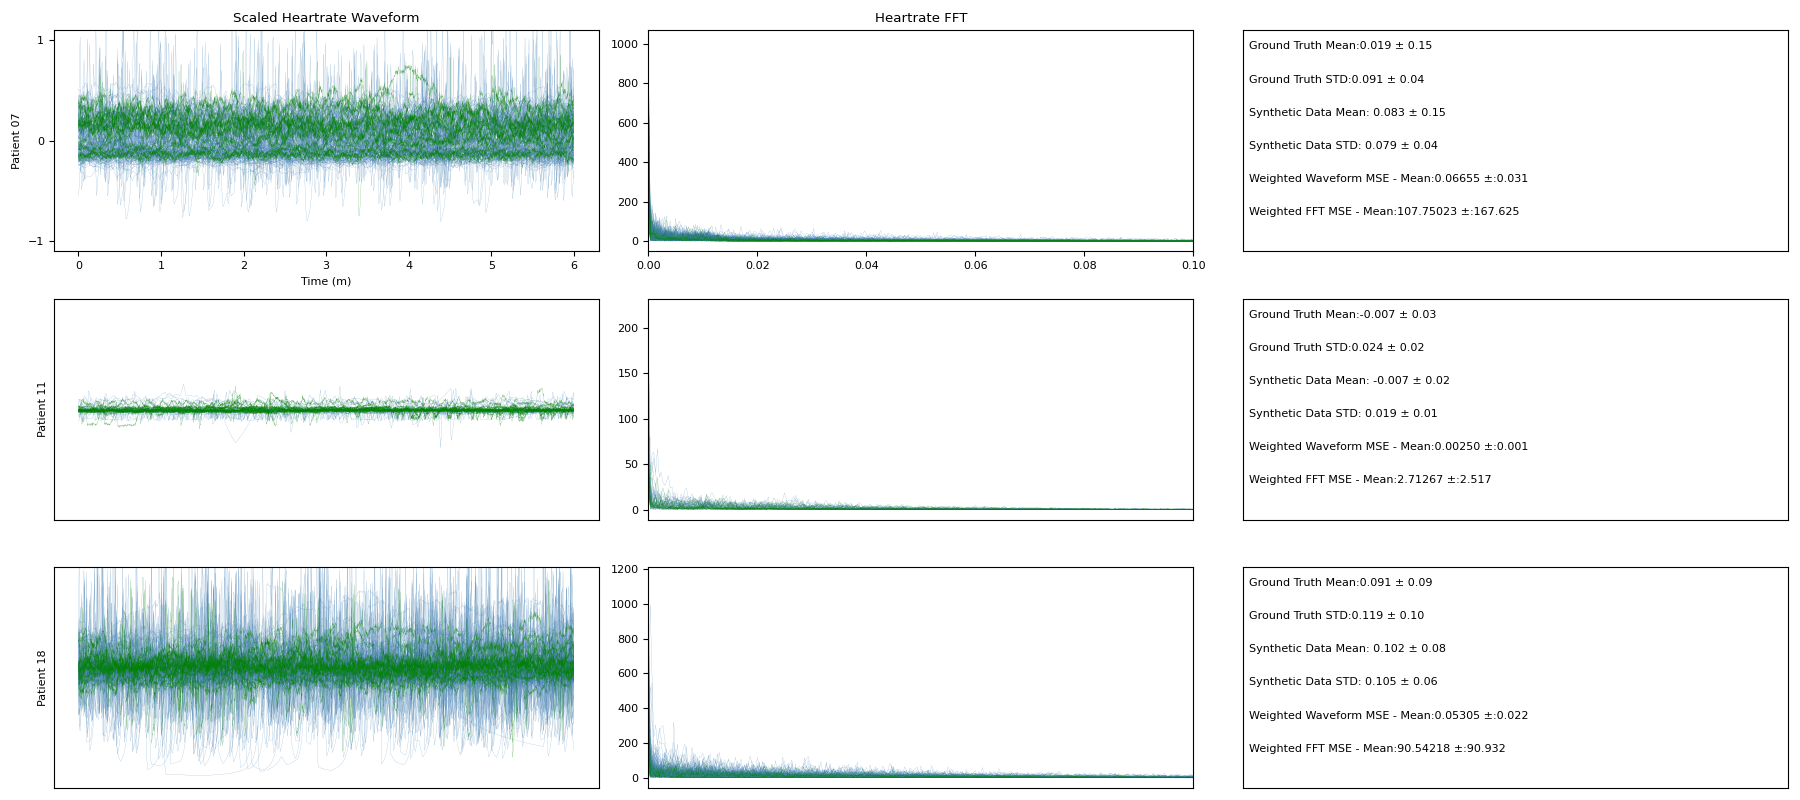 Scaled Heartrate Waveform
Heartrate FFT
Patient 07
1
0
−1
0 1 2 3 4 5 6
Time (m)
1000
800
600
400
200
0
0.00 0.02 0.04 0.06 0.08 0.10
Ground Truth Mean:0.019 ± 0.15
Ground Truth STD:0.091 ± 0.04
Synthetic Data Mean: 0.083 ± 0.15
Synthetic Data STD: 0.079 ± 0.04
Weighted Waveform MSE - Mean:0.06655 ±:0.031
Weighted FFT MSE - Mean:107.75023 ±:167.625
Patient 11
200
150
100
50
0
Ground Truth Mean:-0.007 ± 0.03
Ground Truth STD:0.024 ± 0.02
Synthetic Data Mean: -0.007 ± 0.02
Synthetic Data STD: 0.019 ± 0.01
Weighted Waveform MSE - Mean:0.00250 ±:0.001
Weighted FFT MSE - Mean:2.71267 ±:2.517
Patient 18
1200
1000
800
600
400
200
0
Ground Truth Mean:0.091 ± 0.09
Ground Truth STD:0.119 ± 0.10
Synthetic Data Mean: 0.102 ± 0.08
Synthetic Data STD: 0.105 ± 0.06
Weighted Waveform MSE - Mean:0.05305 ±:0.022
Weighted FFT MSE - Mean:90.54218 ±:90.932